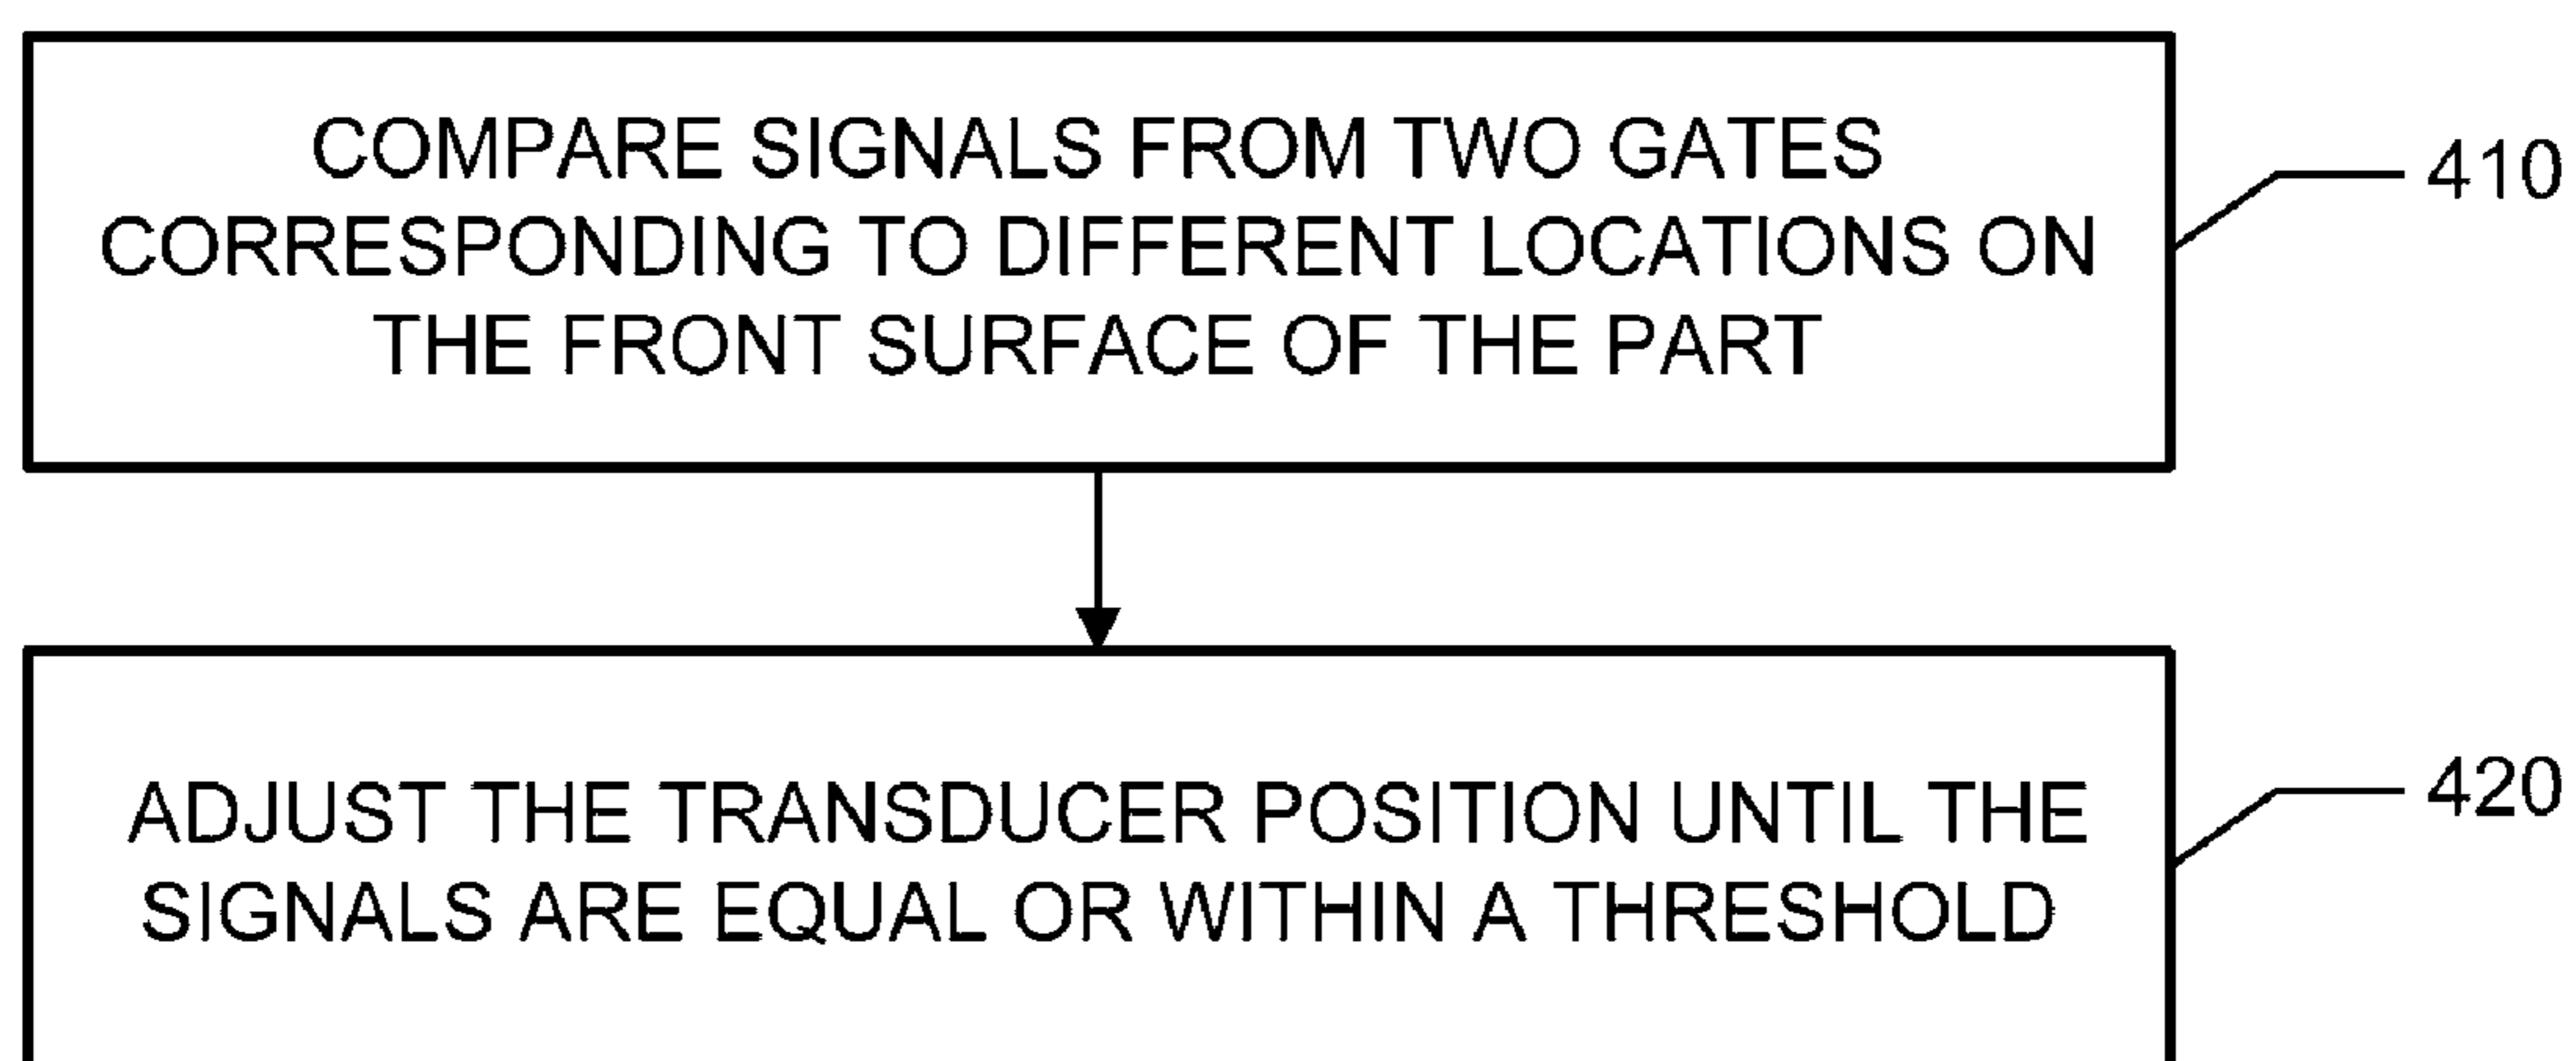 COMPARE SIGNALS FROM TWO GATES
CORRESPONDING TO DIFFERENT LOCATIONS ON
THE FRONT SURFACE OF THE PART
410
ADJUST THE TRANSDUCER POSITION UNTIL THE
SIGNALS ARE EQUAL OR WITHIN A THRESHOLD
420